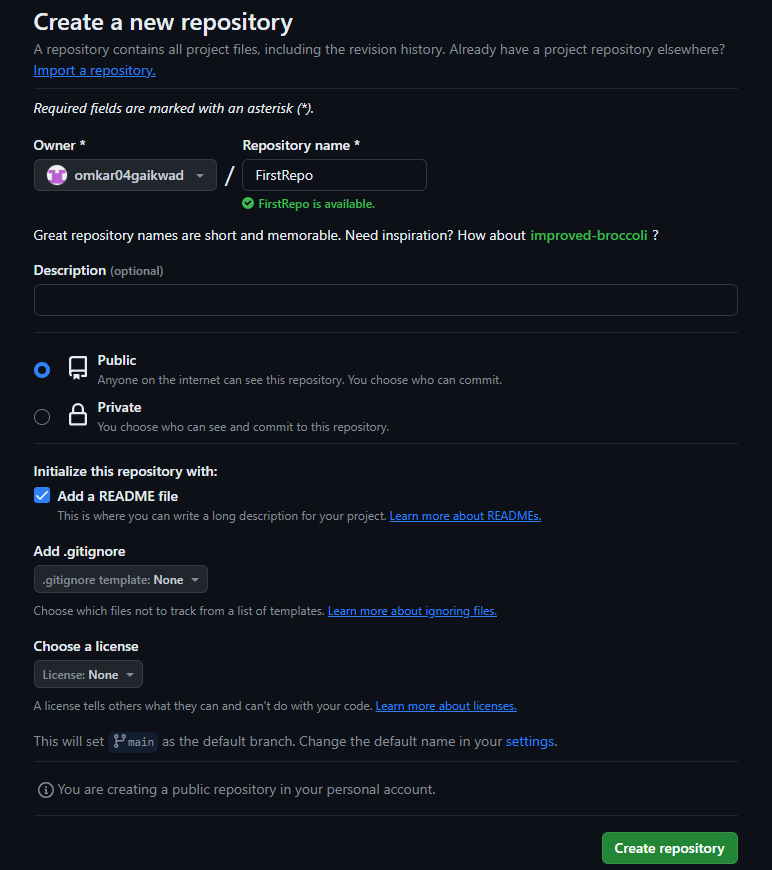 Create a new repository
A repository contains all project files, including the revision history. Already have a project repository elsewhere?
Import a repository.
Required fields are marked with an asterisk (*).
Owner * Repository name *
omkar04gaikwad / FirstRepo
FirstRepo is available.
Great repository names are short and memorable. Need inspiration? How about improved-broccoli ?
Description (optional)
Public
Anyone on the internet can see this repository. You choose who can commit.
Private
You choose who can see and commit to this repository.
Initialize this repository with:
Add a README file
This is where you can write a long description for your project. Learn more about READMEs.
Add .gitignore
.gitignore template: None
Choose which files not to track from a list of templates. Learn more about ignoring files.
Choose a license
License: None
A license tells others what they can and can't do with your code. Learn more about licenses.
This will set main as the default branch. Change the default name in your settings.
You are creating a public repository in your personal account.
Create repository